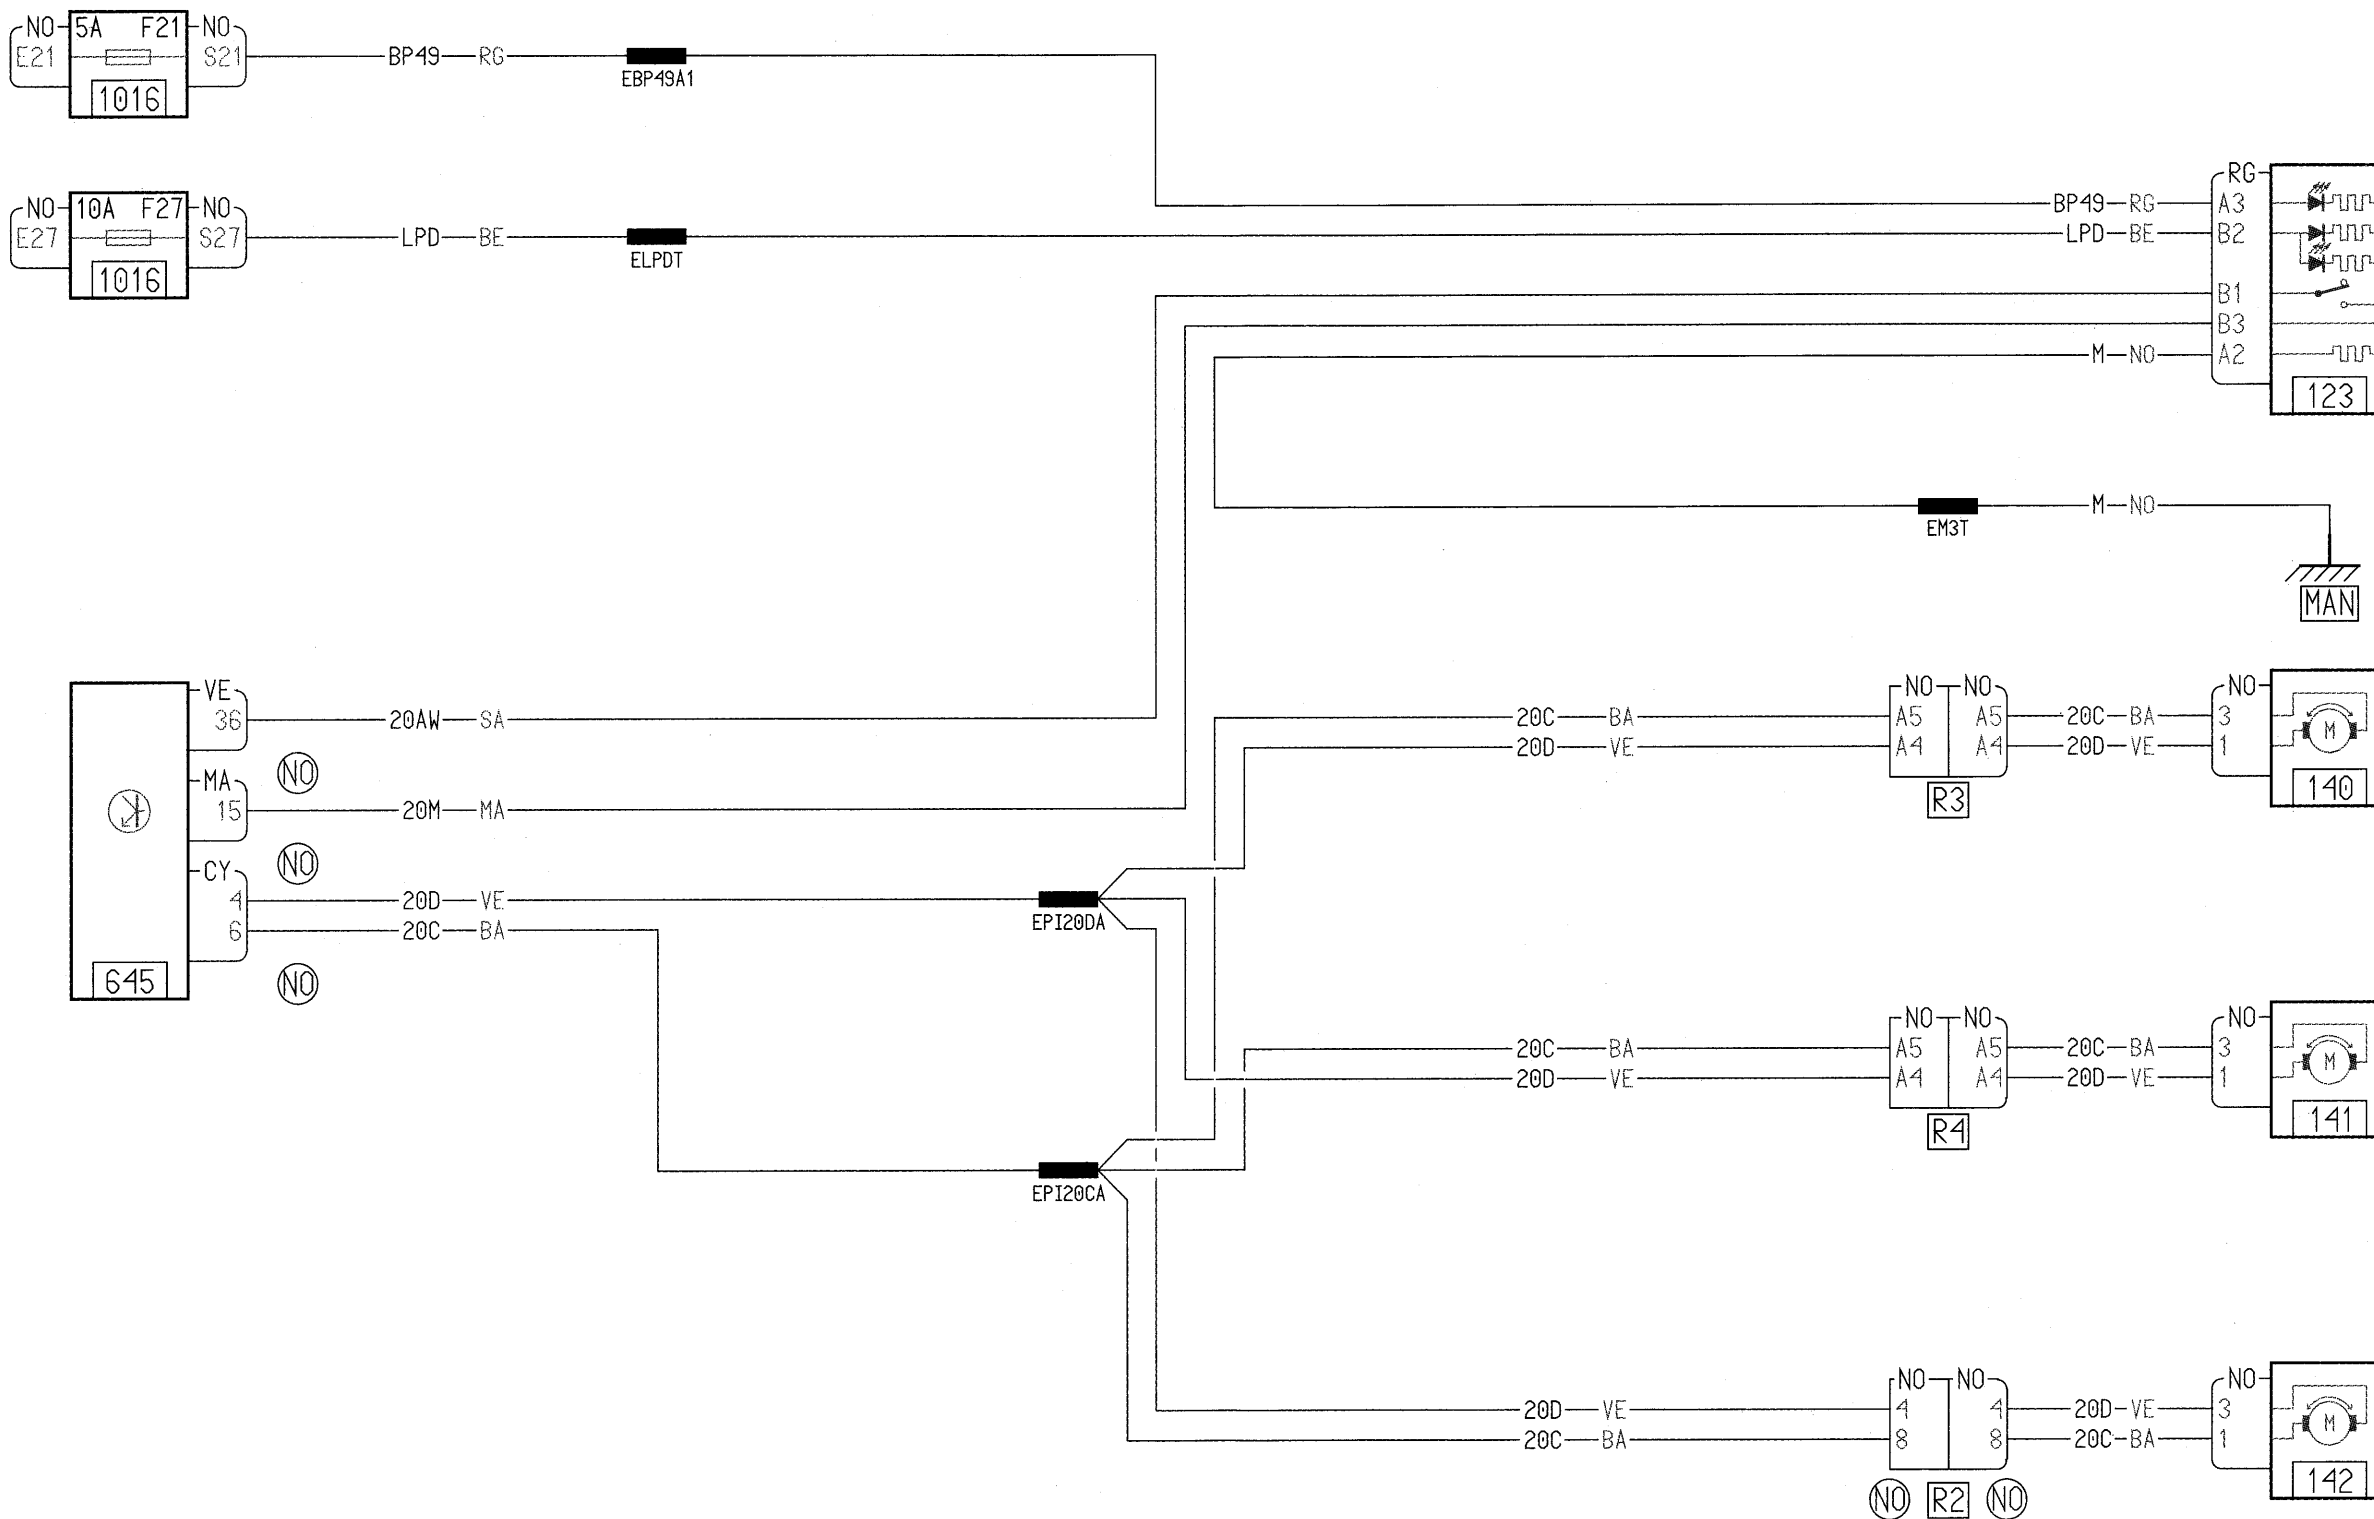 NO 5A F21 NO
E21 S21 BP49 RG
EBP49A1
1016
RG
NO 10A F27 NO
BP49 RG A3
E27 S27 LPD BE LPD BE B2
ELPDT
1016
B1
B3
M NO A2
123
EM3T M NO
MAN
VE NO NO NO
36 20AW SA 20C BA A5 A5 20C BA 3
20D VE A4 A4 20D VE 1 M
NO
MA R3 140
15 20M MA
NO
CY
4 20D VE
EPI20DA
6 20C BA
645 NO
NO NO NO
20C BA A5 A5 20C BA 3
20D VE A4 A4 20D VE 1 M
R4 141
EPI20CA
NO NO NO
20D VE 4 4 20D VE 3
20C BA 8 8 20C BA 1 M
NO R2 NO 142